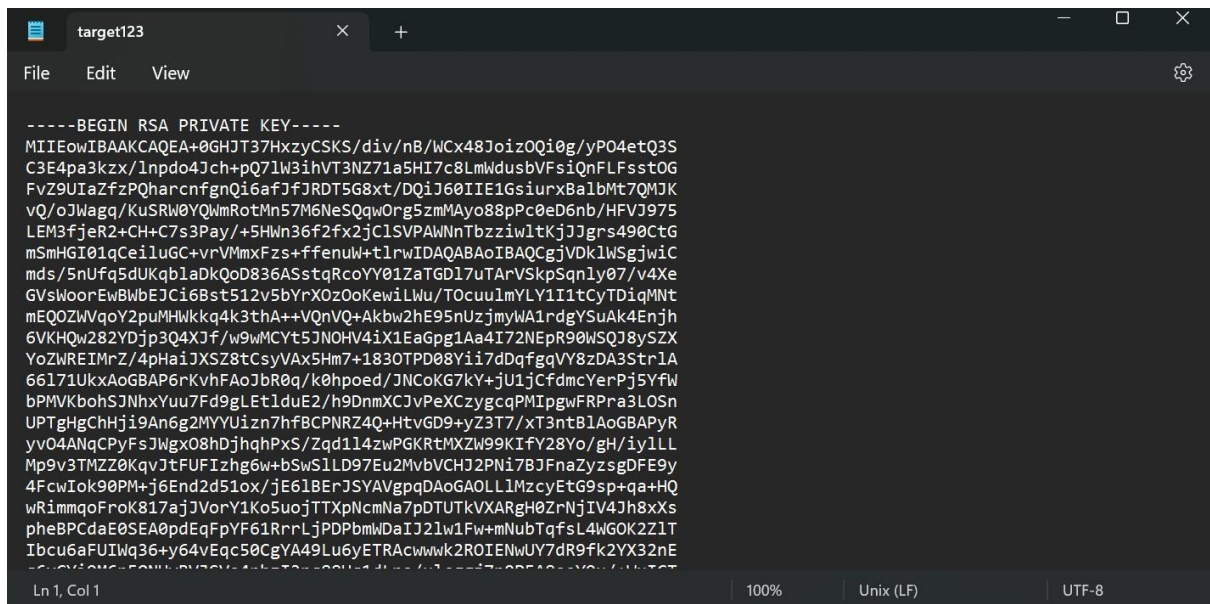 target123
File Edit View
-----BEGIN RSA PRIVATE KEY-----
MIIEowIBAAKCAQEA+0GHJT37HxzyCSKS/div/nB/WCx48JoizOQi0g/yPO4etQ3S
C3E4pa3kzx/lnpdo4Jch+pQ7lW3ihVT3NZ71a5HI7c8LmWdusbVFsiQnFLFsstOG
FvZ9UIaZfzPQharcnfgnQi6afJfJRDT5G8xt/DQiJ60IIE1GsiurxBalbMt7QMJK
vQ/oJWagq/KuSRW0YQWmRotMn57M6NeSQqwOrg5zmMAyo88pPc0eD6nb/HFVJ975
LEM3fjeR2+CH+C7s3Pay/+5HWn36f2fx2jClSVPAWNnTbzziwltKjJJgrs490CtG
mSmHGI01qCeiluGC+vrVMmxFzs+ffenuW+tlrwIDAQABAoIBAQCgjVDklWSgjwiC
mds/5nUfq5dUKqblaDkQoD836ASstqRcoYY01ZaTGDl7uTArVSkpSqnly07/v4Xe
GVsWoorEwBWbEJCi6Bst512v5bYrXOzOoKewiLWu/TOcuulmYLY1I1tCyTDiqMNt
mEQOZWVqoY2puMHWkkq4k3thA++VQnVQ+Akbw2hE95nUzjmyWA1rdgYSuAk4Enjh
6VKHQw282YDjp3Q4XJf/w9wMCYt5JNOHV4iX1EaGpg1Aa4I72NEpR90WSQJ8ySZX
YoZWREIMrZ/4pHaiJXSZ8tCsyVAx5Hm7+183OTPD08Yii7dDqfgqVY8zDA3StrlA
66l71UkxAoGBAP6rKvhFAoJbR0q/k0hpoed/JNCoKG7kY+jU1jCfdmcYerPj5YfW
bPMVKbohSJNhxYuu7Fd9gLEtlduE2/h9DnmXCJvPeXCzygcqPMIpgwFRPra3LOSn
UPTgHgChHji9An6g2MYYUizn7hfBCPNRZ4Q+HtvGD9+yZ3T7/xT3ntBlAoGBAPyR
yvO4ANqCPyFsJWgxO8hDjhqhPxS/Zqd1l4zwPGKRtMXZW99KIfY28Yo/gH/iylLL
Mp9v3TMZZ0KqvJtFUFIzhg6w+bSwSlLD97Eu2MvbVCHJ2PNi7BJFnaZyzsgDFE9y
4FcwIok90PM+j6End2d51ox/jE6lBErJSYAVgpqDAoGAOLLlMzcyEtG9sp+qa+HQ
wRimmqoFroK817ajJVorY1Ko5uojTTXpNcmNa7pDTUTkVXARgH0ZrNjIV4Jh8xXs
pheBPCdaE0SEA0pdEqFpYF61RrrLjPDPbmWDaIJ2lw1Fw+mNubTqfsL4WGOK2ZlT
Ibcu6aFUIWq36+y64vEqc50CgYA49Lu6yETRAcwwwk2ROIENwUY7dR9fk2YX32nE
Ln 1, Col 1 100% Unix (LF) UTF-8